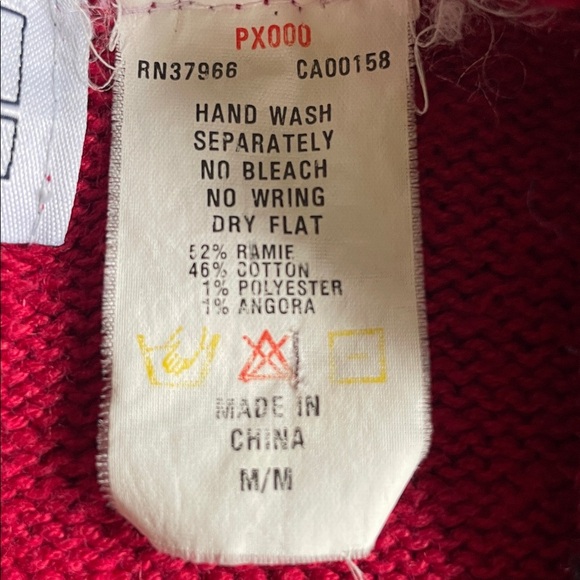 PX000
RN37966 CA00158
HAND WASH
SEPARATELY
NO BLEACH
NO WRING
DRY FLAT
52% RAMIE
46% COTTON
1% POLYESTER
1% ANGORA
MADE IN
CHINA
M/M